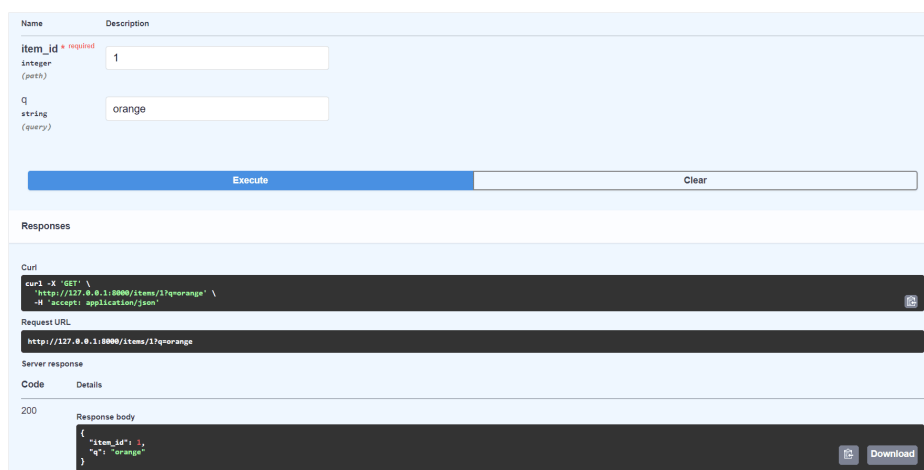 Name Description
item_id * required
integer
(path)
1
q
string
(query)
orange
Execute Clear
Responses
Curl
curl -X 'GET' \
  'http://127.0.0.1:8000/items/1?q=orange' \
  -H 'accept: application/json'
Request URL
http://127.0.0.1:8000/items/1?q=orange
Server response
Code Details
200
Response body
{
  "item_id": 1,
  "q": "orange"
}
Download